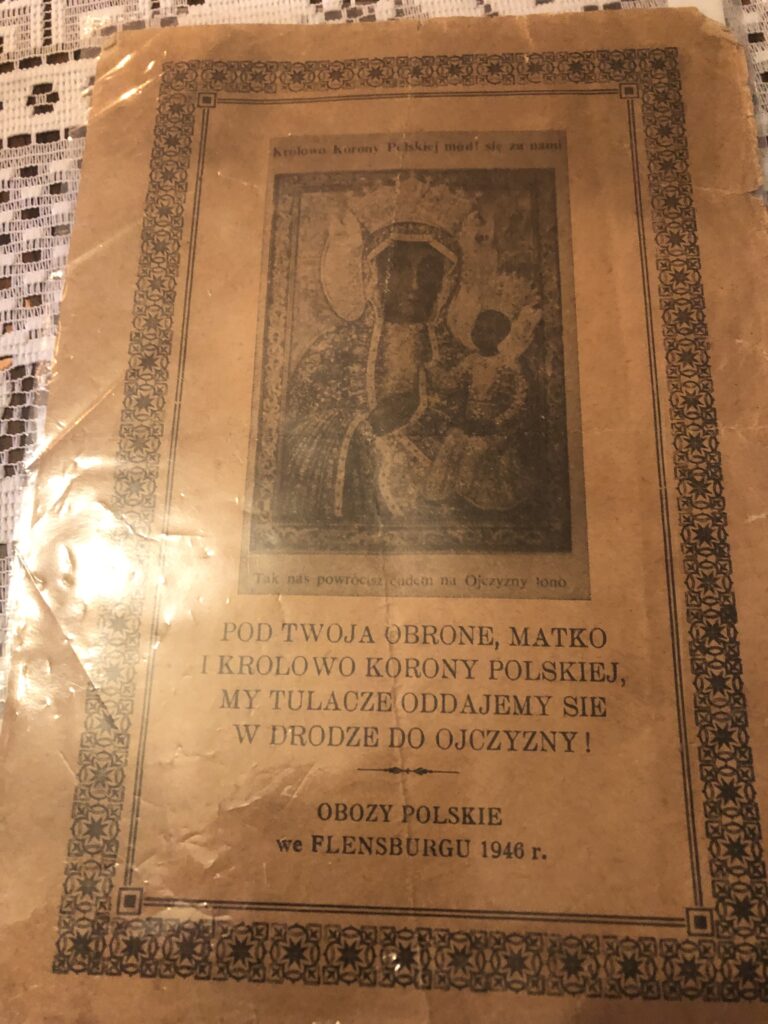 Krolowo Korony Polskiej mod! się za nami
Tak nas powrócisz cudem na Ojczyzny łono
POD TWOJA OBRONE, MATKO
I KROLOWO KORONY POLSKIEJ,
MY TULACZE ODDAJEMY SIE
W DRODZE DO OJCZYZNY!
OBOZY POLSKIE
we FLENSBURGU 1946 r.